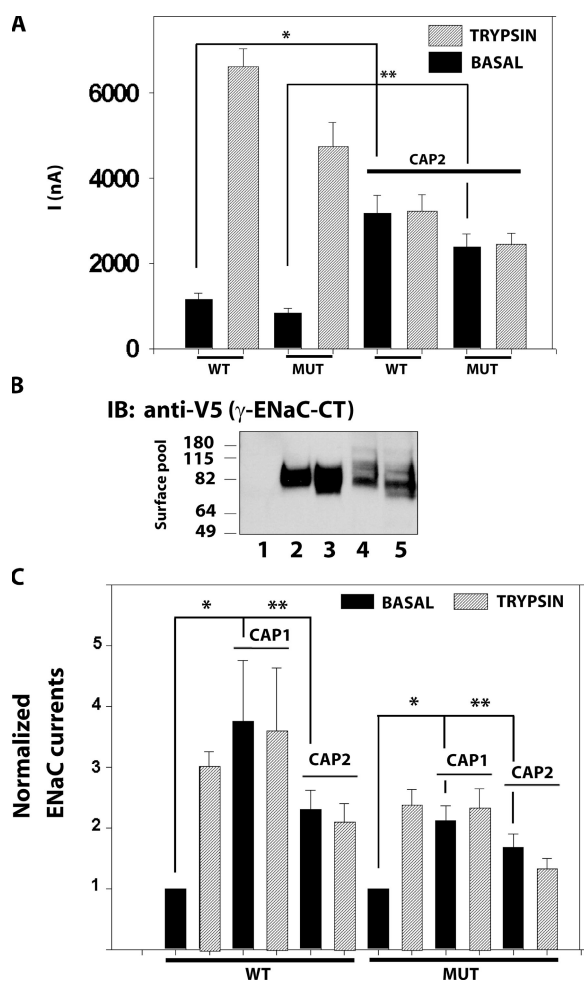 A
TRYPSIN
BASAL
*
**
CAP2
6000
4000
2000
0
I (nA)
WT
MUT
WT
MUT
B
IB: anti-V5 (γ-ENaC-CT)
Surface pool
180
115
82
64
49
1 2 3 4 5
C
BASAL
TRYPSIN
* **
CAP1
CAP2
* **
CAP1
CAP2
5
4
3
2
1
Normalized
ENaC currents
WT
MUT